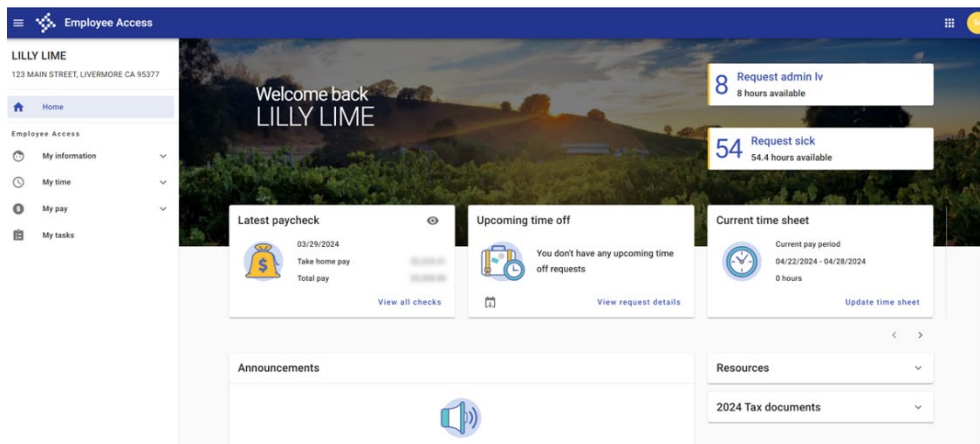 Employee Access
LILLY LIME
123 MAIN STREET, LIVERMORE CA 95377
Home
Employee Access
My information
My time
My pay
My tasks
Welcome back
LILLY LIME
8
Request admin lv
8 hours available
54
Request sick
54.4 hours available
Latest paycheck
03/29/2024
Take home pay
Total pay
View all checks
Upcoming time off
You don't have any upcoming time
off requests
View request details
Current time sheet
Current pay period
04/22/2024 - 04/28/2024
0 hours
Update time sheet
Announcements
Resources
2024 Tax documents